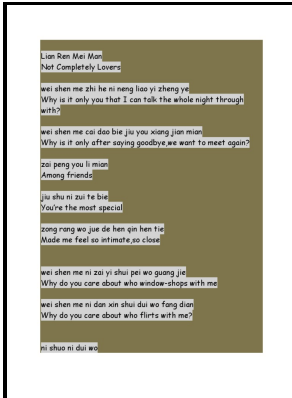 Lian Ren Mei Man
Not Completely Lovers
wei shen me zhi he ni neng liao yi zheng ye
Why is it only you that I can talk the whole night through
with?
wei shen me cai dao bie jiu you xiang jian mian
Why is it only after saying goodbye,we want to meet again?
zai peng you li mian
Among friends
jiu shu ni zui te bie
You're the most special
zong rang wo jue de hen qin hen tie
Made me feel so intimate,so close
wei shen me ni zai yi shui pei wo guang jie
Why do you care about who window-shops with me
wei shen me ni dan xin shui dui wo fang dian
Why do you care about who flirts with me?
ni shuo ni dui wo